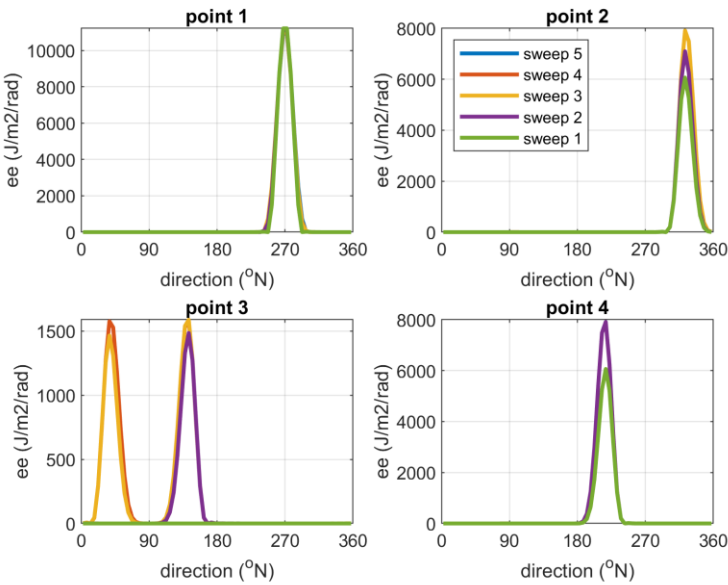 point 1
ee (J/m2/rad)
10000
8000
6000
4000
2000
0
0 90 180 270 360
direction (°N)
point 2
ee (J/m2/rad)
8000
6000
4000
2000
0
sweep 5
sweep 4
sweep 3
sweep 2
sweep 1
0 90 180 270 360
direction (°N)
point 3
ee (J/m2/rad)
1500
1000
500
0
0 90 180 270 360
direction (°N)
point 4
ee (J/m2/rad)
8000
6000
4000
2000
0
0 90 180 270 360
direction (°N)